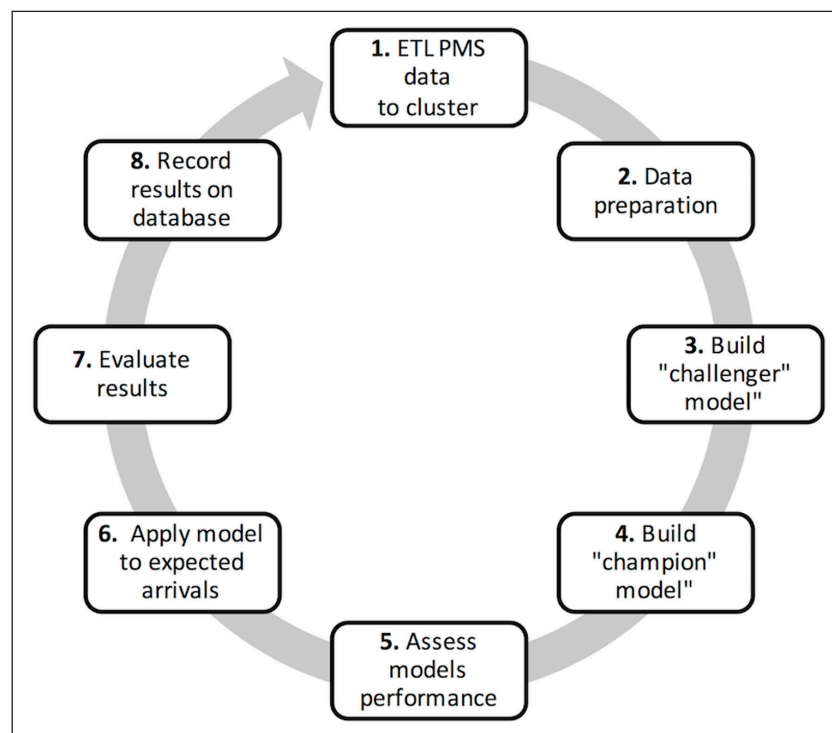 1. ETL PMS
data
to cluster
2. Data
preparation
3. Build
"challenger"
model"
4. Build
"champion"
model"
5. Assess
models
performance
6. Apply model
to expected
arrivals
7. Evaluate
results
8. Record
results on
database